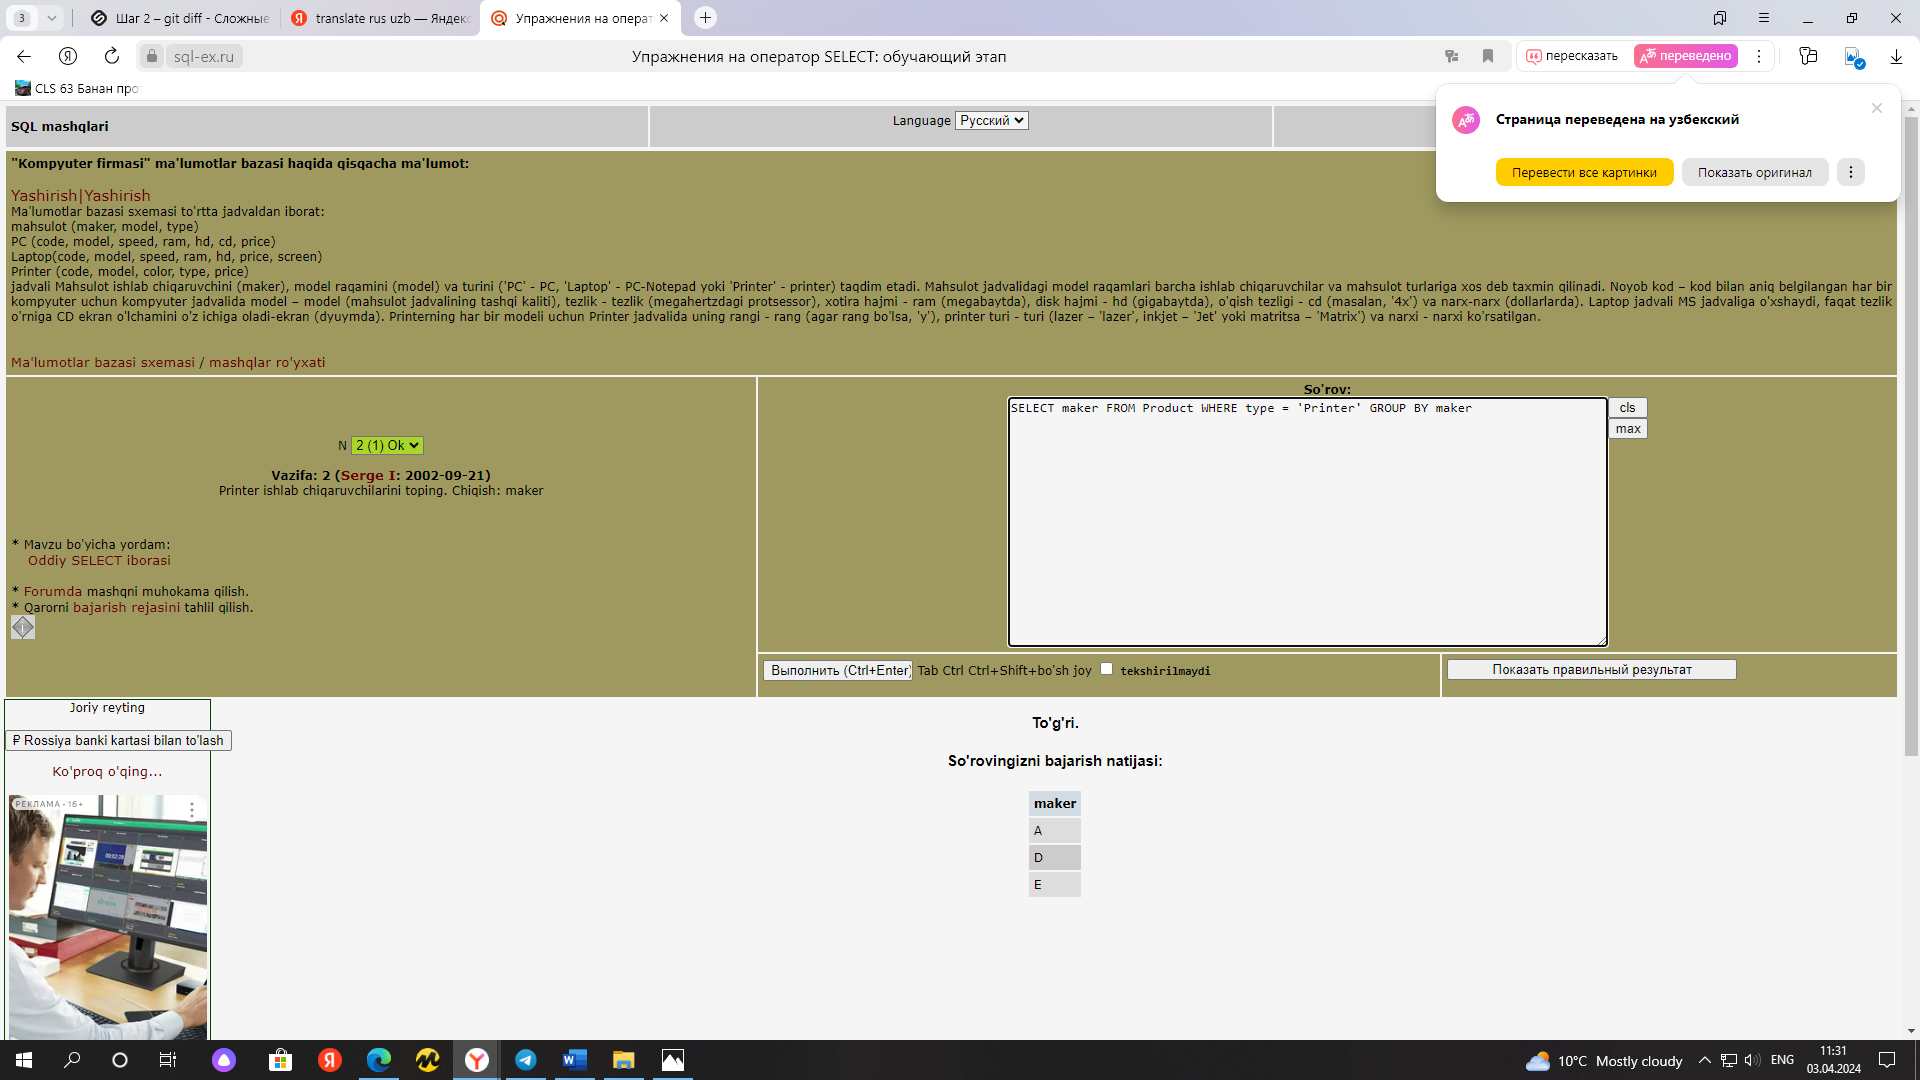 3
Шаг 2 – git diff - Сложные
translate rus uzb — Яндекс
Упражнения на операт
sql-ex.ru
Упражнения на оператор SELECT: обучающий этап
пересказать
переведено
CLS 63 Банан про
Страница переведена на узбекский
Перевести все картинки
Показать оригинал
SQL mashqlari
Language Русский
"Kompyuter firmasi" ma'lumotlar bazasi haqida qisqacha ma'lumot:
Yashirish|Yashirish
Ma'lumotlar bazasi sxemasi to'rtta jadvaldan iborat:
mahsulot (maker, model, type)
PC (code, model, speed, ram, hd, cd, price)
Laptop(code, model, speed, ram, hd, price, screen)
Printer (code, model, color, type, price)
jadvali Mahsulot ishlab chiqaruvchini (maker), model raqamini (model) va turini ('PC' - PC, 'Laptop' - PC-Notepad yoki 'Printer' - printer) taqdim etadi. Mahsulot jadvalidagi model raqamlari barcha ishlab chiqaruvchilar va mahsulot turlariga xos deb taxmin qilinadi. Noyob kod – kod bilan aniq belgilangan har bir
kompyuter uchun kompyuter jadvalida model – model (mahsulot jadvalining tashqi kaliti), tezlik - tezlik (megahertzdagi protsessor), xotira hajmi - ram (megabaytda), disk hajmi - hd (gigabaytda), o'qish tezligi - cd (masalan, '4x') va narx-narx (dollarlarda). Laptop jadvali MS jadvaliga o'xshaydi, faqat tezlik
o'rniga CD ekran o'lchamini o'z ichiga oladi-ekran (dyuymda). Printerning har bir modeli uchun Printer jadvalida uning rangi - rang (agar rang bo'lsa, 'y'), printer turi - turi (lazer – 'lazer', inkjet – 'Jet' yoki matritsa – 'Matrix') va narxi - narxi ko'rsatilgan.
Ma'lumotlar bazasi sxemasi / mashqlar ro'yxati
N 2 (1) Ok
Vazifa: 2 (Serge I: 2002-09-21)
Printer ishlab chiqaruvchilarini toping. Chiqish: maker
* Mavzu bo'yicha yordam:
Oddiy SELECT iborasi
* Forumda mashqni muhokama qilish.
* Qarorni bajarish rejasini tahlil qilish.
So'rov:
SELECT maker FROM Product WHERE type = 'Printer' GROUP BY maker
cls
max
Выполнить (Ctrl+Enter) Tab Ctrl Ctrl+Shift+bo'sh joy tekshirilmaydi
Показать правильный результат
Joriy reyting
₽ Rossiya banki kartasi bilan to'lash
Ko'proq o'qing...
РЕКЛАМА • 16+
To'g'ri.
So'rovingizni bajarish natijasi:
maker
A
D
E
10°C Mostly cloudy
ENG
11:31
03.04.2024